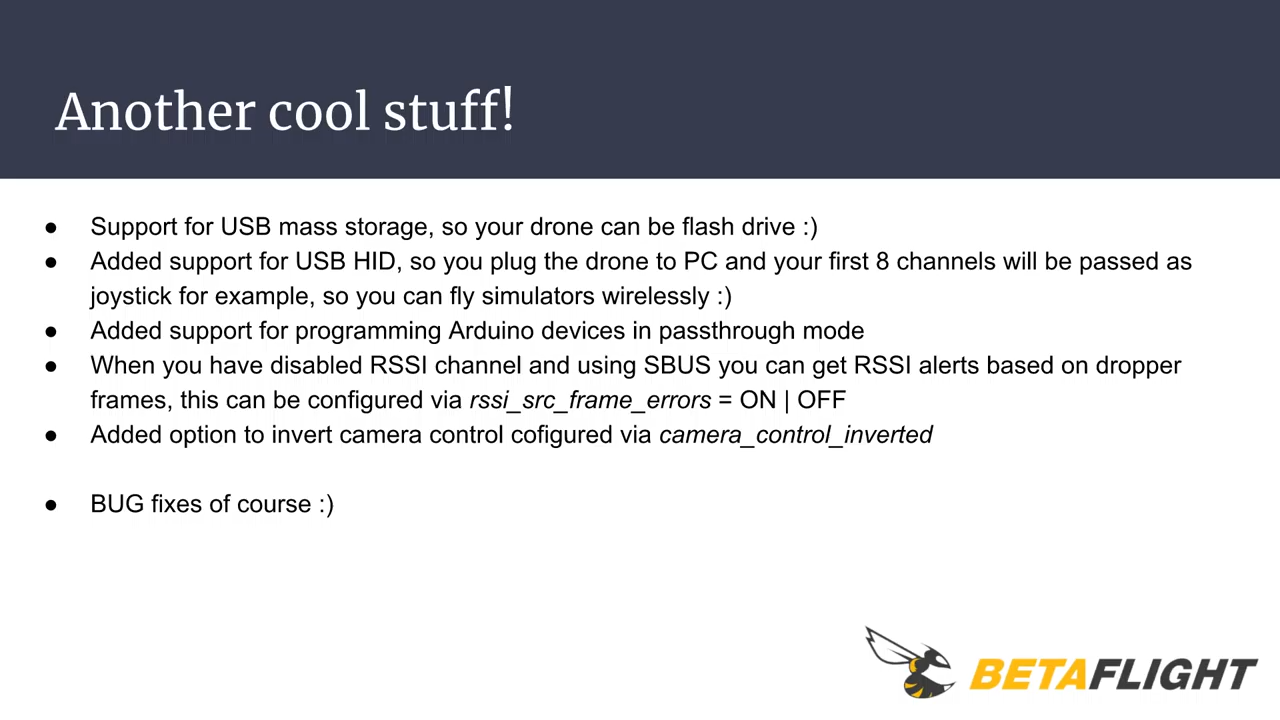 Another cool stuff!
● Support for USB mass storage, so your drone can be flash drive :)
● Added support for USB HID, so you plug the drone to PC and your first 8 channels will be passed as
joystick for example, so you can fly simulators wirelessly :)
● Added support for programming Arduino devices in passthrough mode
● When you have disabled RSSI channel and using SBUS you can get RSSI alerts based on dropper
frames, this can be configured via rssi_src_frame_errors = ON | OFF
● Added option to invert camera control cofigured via camera_control_inverted
● BUG fixes of course :)
BETAFLIGHT